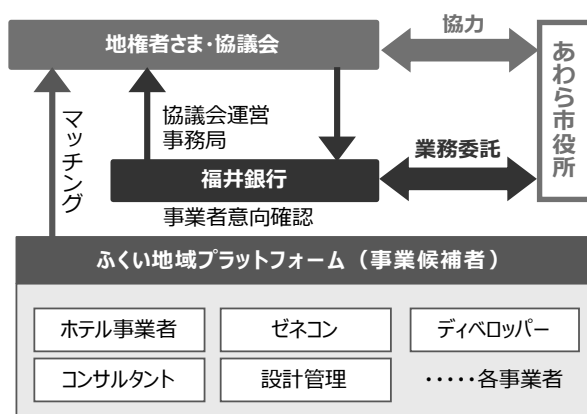 地権者さま・協議会
協力
あわら市役所
マッチング
協議会運営
事務局
業務委託
福井銀行
事業者意向確認
ふくい地域プラットフォーム（事業候補者）
ホテル事業者
ゼネコン
ディベロッパー
コンサルタント
設計管理
・・・・・各事業者